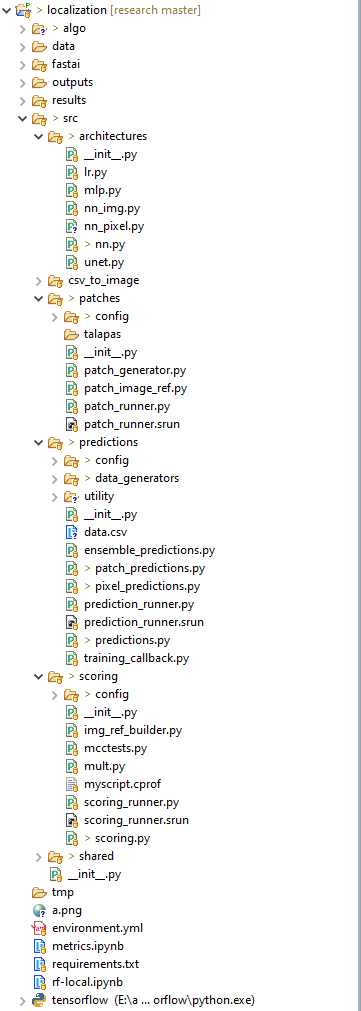 > localization [research master]
> algo
data
fastai
outputs
results
> src
> architectures
__init__.py
lr.py
mlp.py
nn_img.py
nn_pixel.py
> nn.py
unet.py
csv_to_image
> patches
> config
talapas
__init__.py
patch_generator.py
patch_image_ref.py
patch_runner.py
patch_runner.srun
> predictions
> config
> data_generators
utility
__init__.py
data.csv
ensemble_predictions.py
> patch_predictions.py
> pixel_predictions.py
prediction_runner.py
prediction_runner.srun
> predictions.py
training_callback.py
> scoring
> config
__init__.py
img_ref_builder.py
mcctests.py
mult.py
myscript.cprof
scoring_runner.py
scoring_runner.srun
> scoring.py
> shared
__init__.py
tmp
a.png
environment.yml
metrics.ipynb
requirements.txt
rf-local.ipynb
tensorflow (E:\a ... orflow\python.exe)